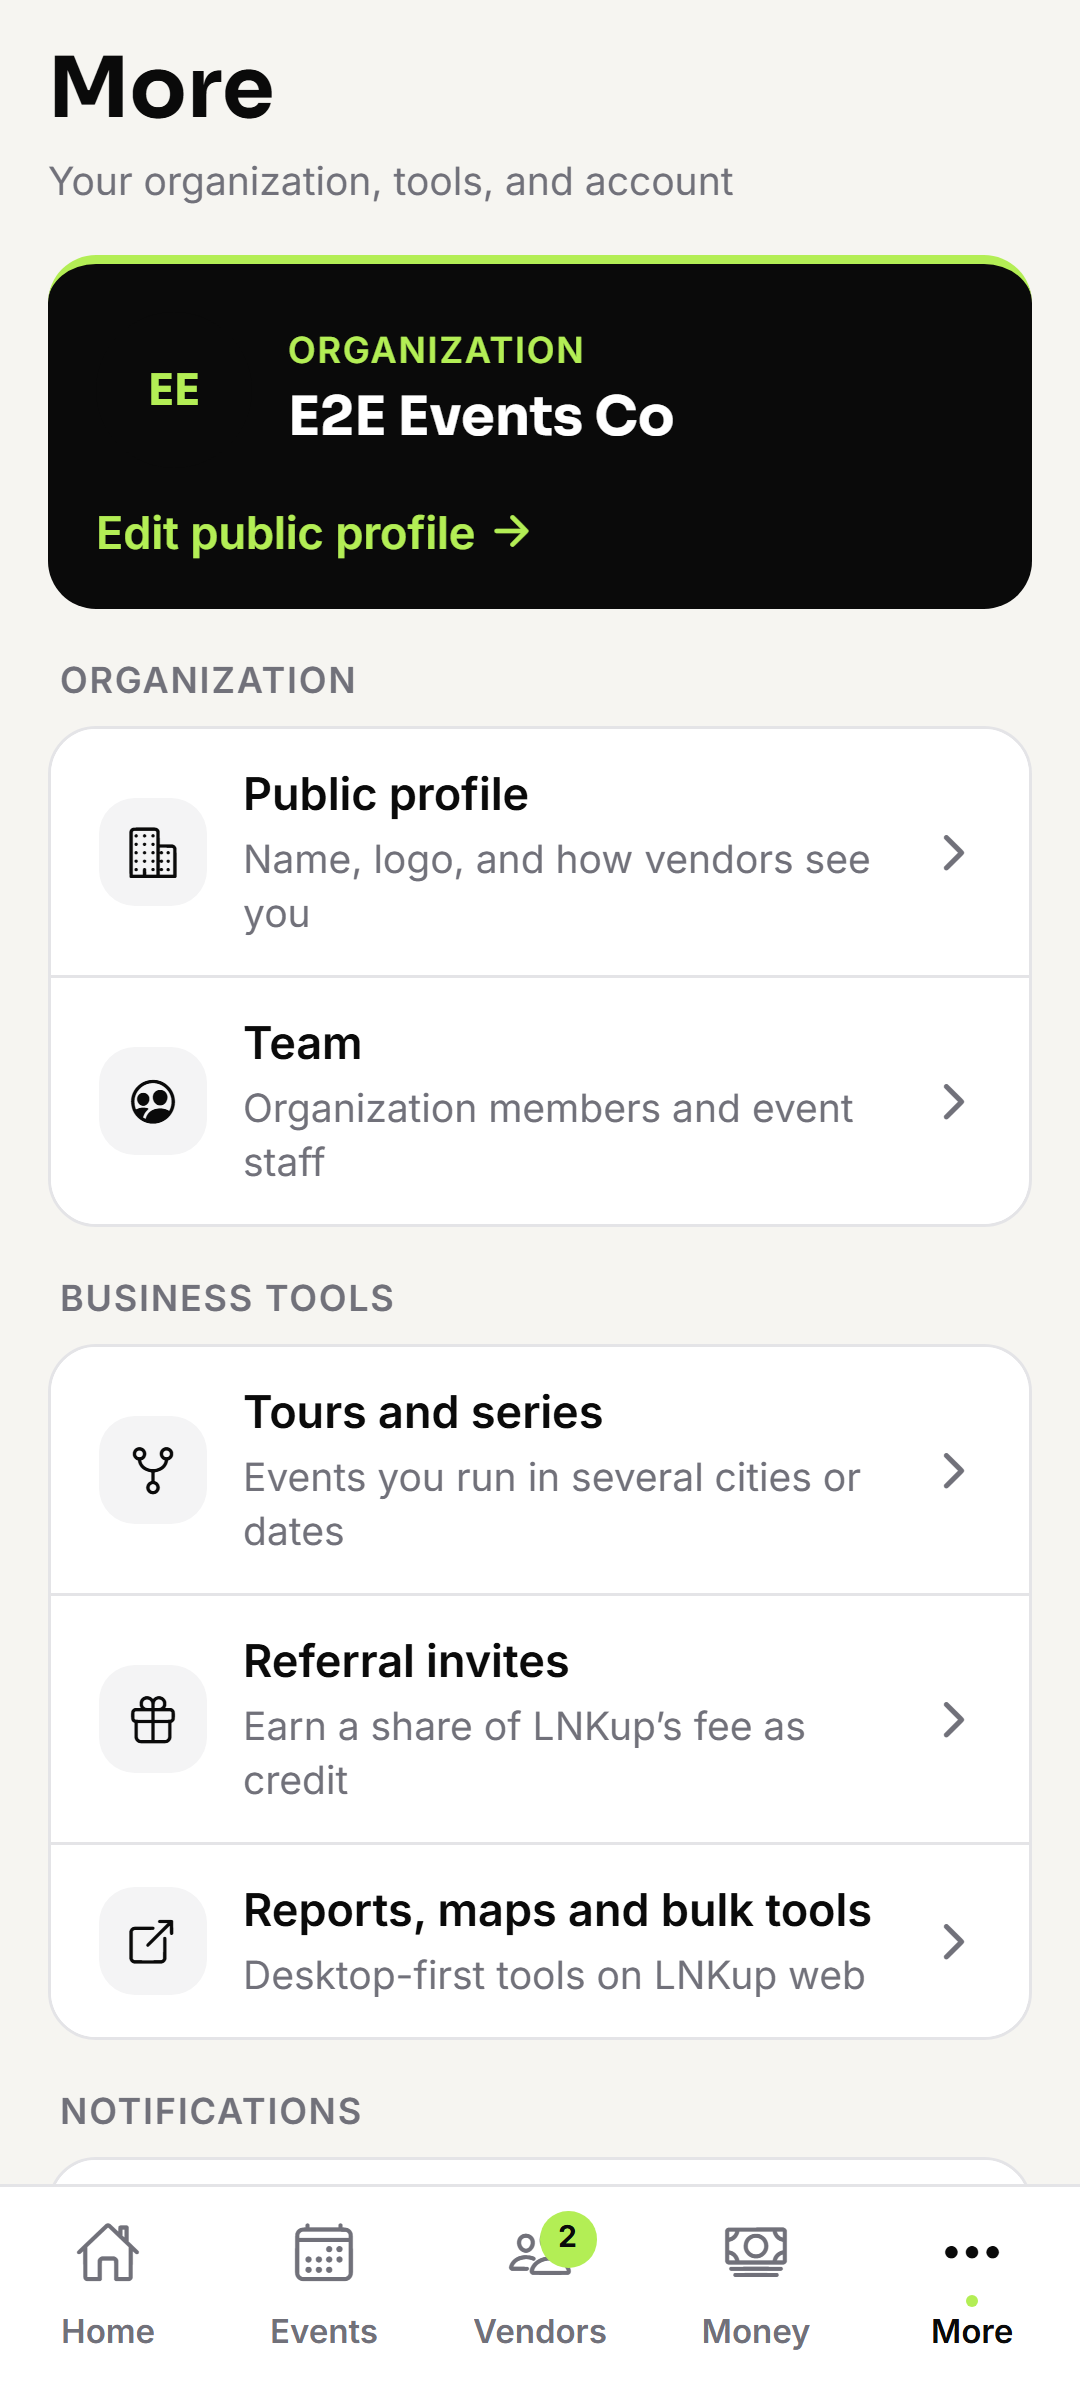 More
Your organization, tools, and account
EE
ORGANIZATION
E2E Events Co
Edit public profile →
ORGANIZATION
Public profile
Name, logo, and how vendors see
you
Team
Organization members and event
staff
BUSINESS TOOLS
Tours and series
Events you run in several cities or
dates
Referral invites
Earn a share of LNKup’s fee as
credit
Reports, maps and bulk tools
Desktop-first tools on LNKup web
NOTIFICATIONS
2
Home
Events
Vendors
Money
More